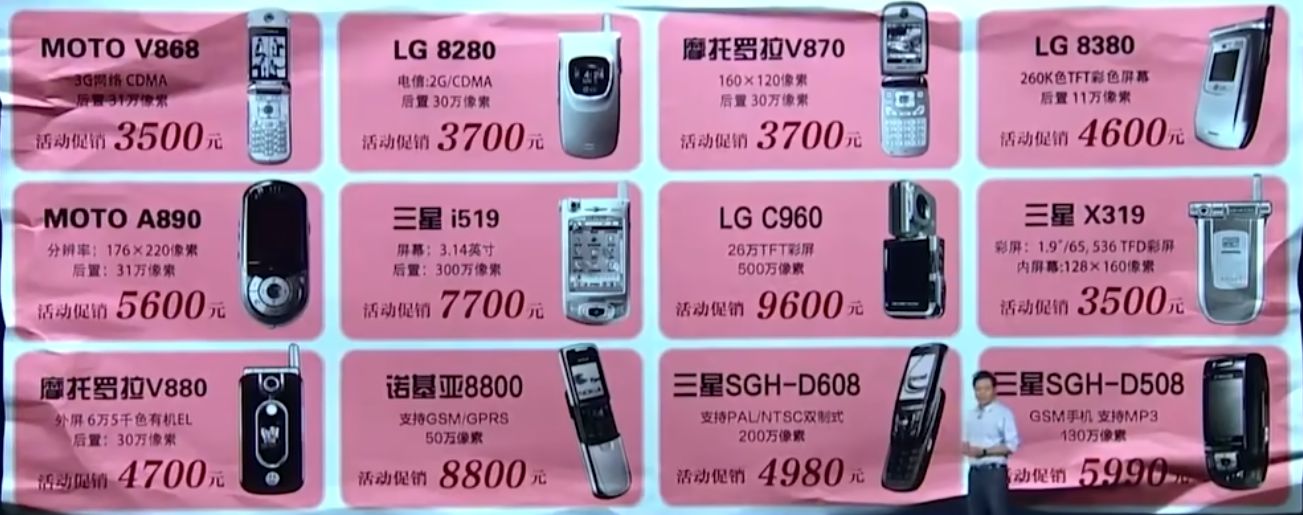 MOTO V868
3G网络 CDMA
后置 31万像素
活动促销 3500元
LG 8280
电信:2G/CDMA
后置 30万像素
活动促销 3700元
摩托罗拉V870
160×120像素
后置 30万像素
活动促销 3700元
LG 8380
260K色TFT彩色屏幕
后置 11万像素
活动促销 4600元
MOTO A890
分辨率：176×220像素
后置：31万像素
活动促销 5600元
三星 i519
屏幕：3.14英寸
后置：300万像素
活动促销 7700元
LG C960
26万TFT彩屏
500万像素
活动促销 9600元
三星 X319
彩屏：1.9"/65, 536 TFD彩屏
内屏幕:128×160像素
活动促销 3500元
摩托罗拉V880
外屏 6万5千色有机EL
后置：30万像素
活动促销 4700元
诺基亚8800
支持GSM/GPRS
50万像素
活动促销 8800元
三星SGH-D608
支持PAL/NTSC双制式
200万像素
活动促销 4980元
三星SGH-D508
GSM手机 支持MP3
130万像素
活动促销 5990元